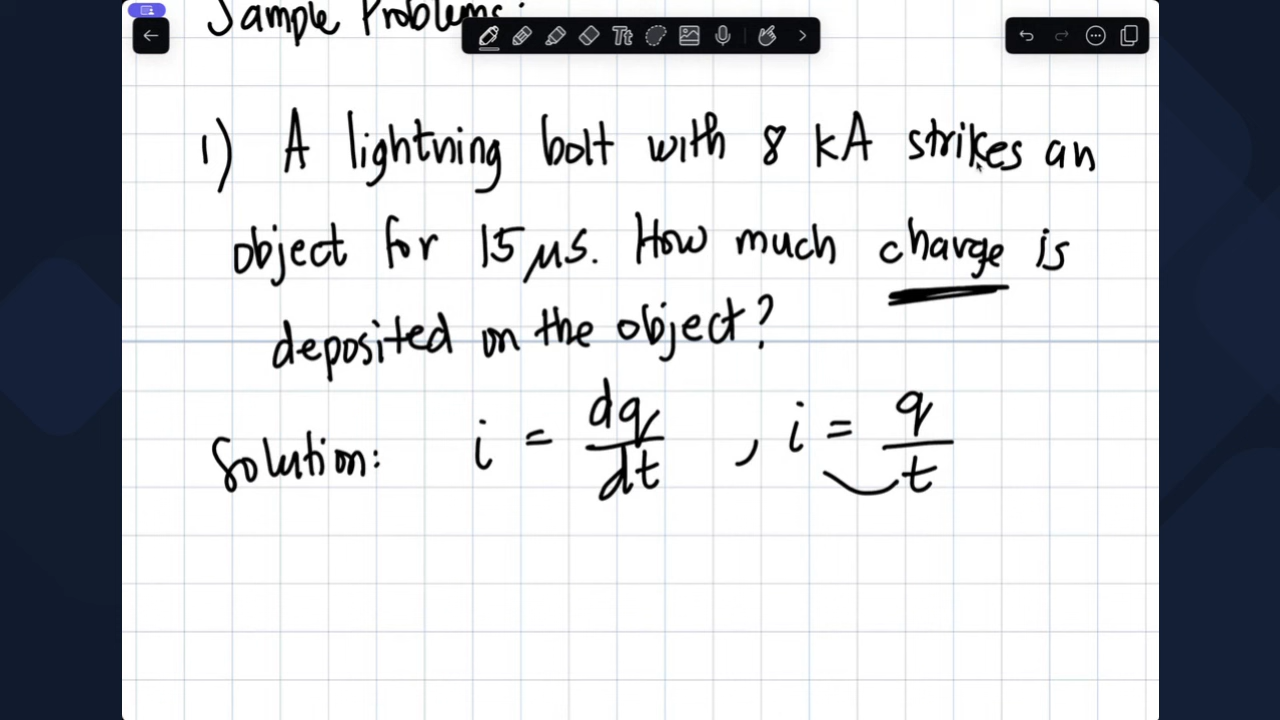 Sample Problems:
Tt
1) A lightning bolt with 8 kA strikes an
object for 15 μs. How much charge is
deposited on the object?
Solution: i = dq/dt , i = q/t